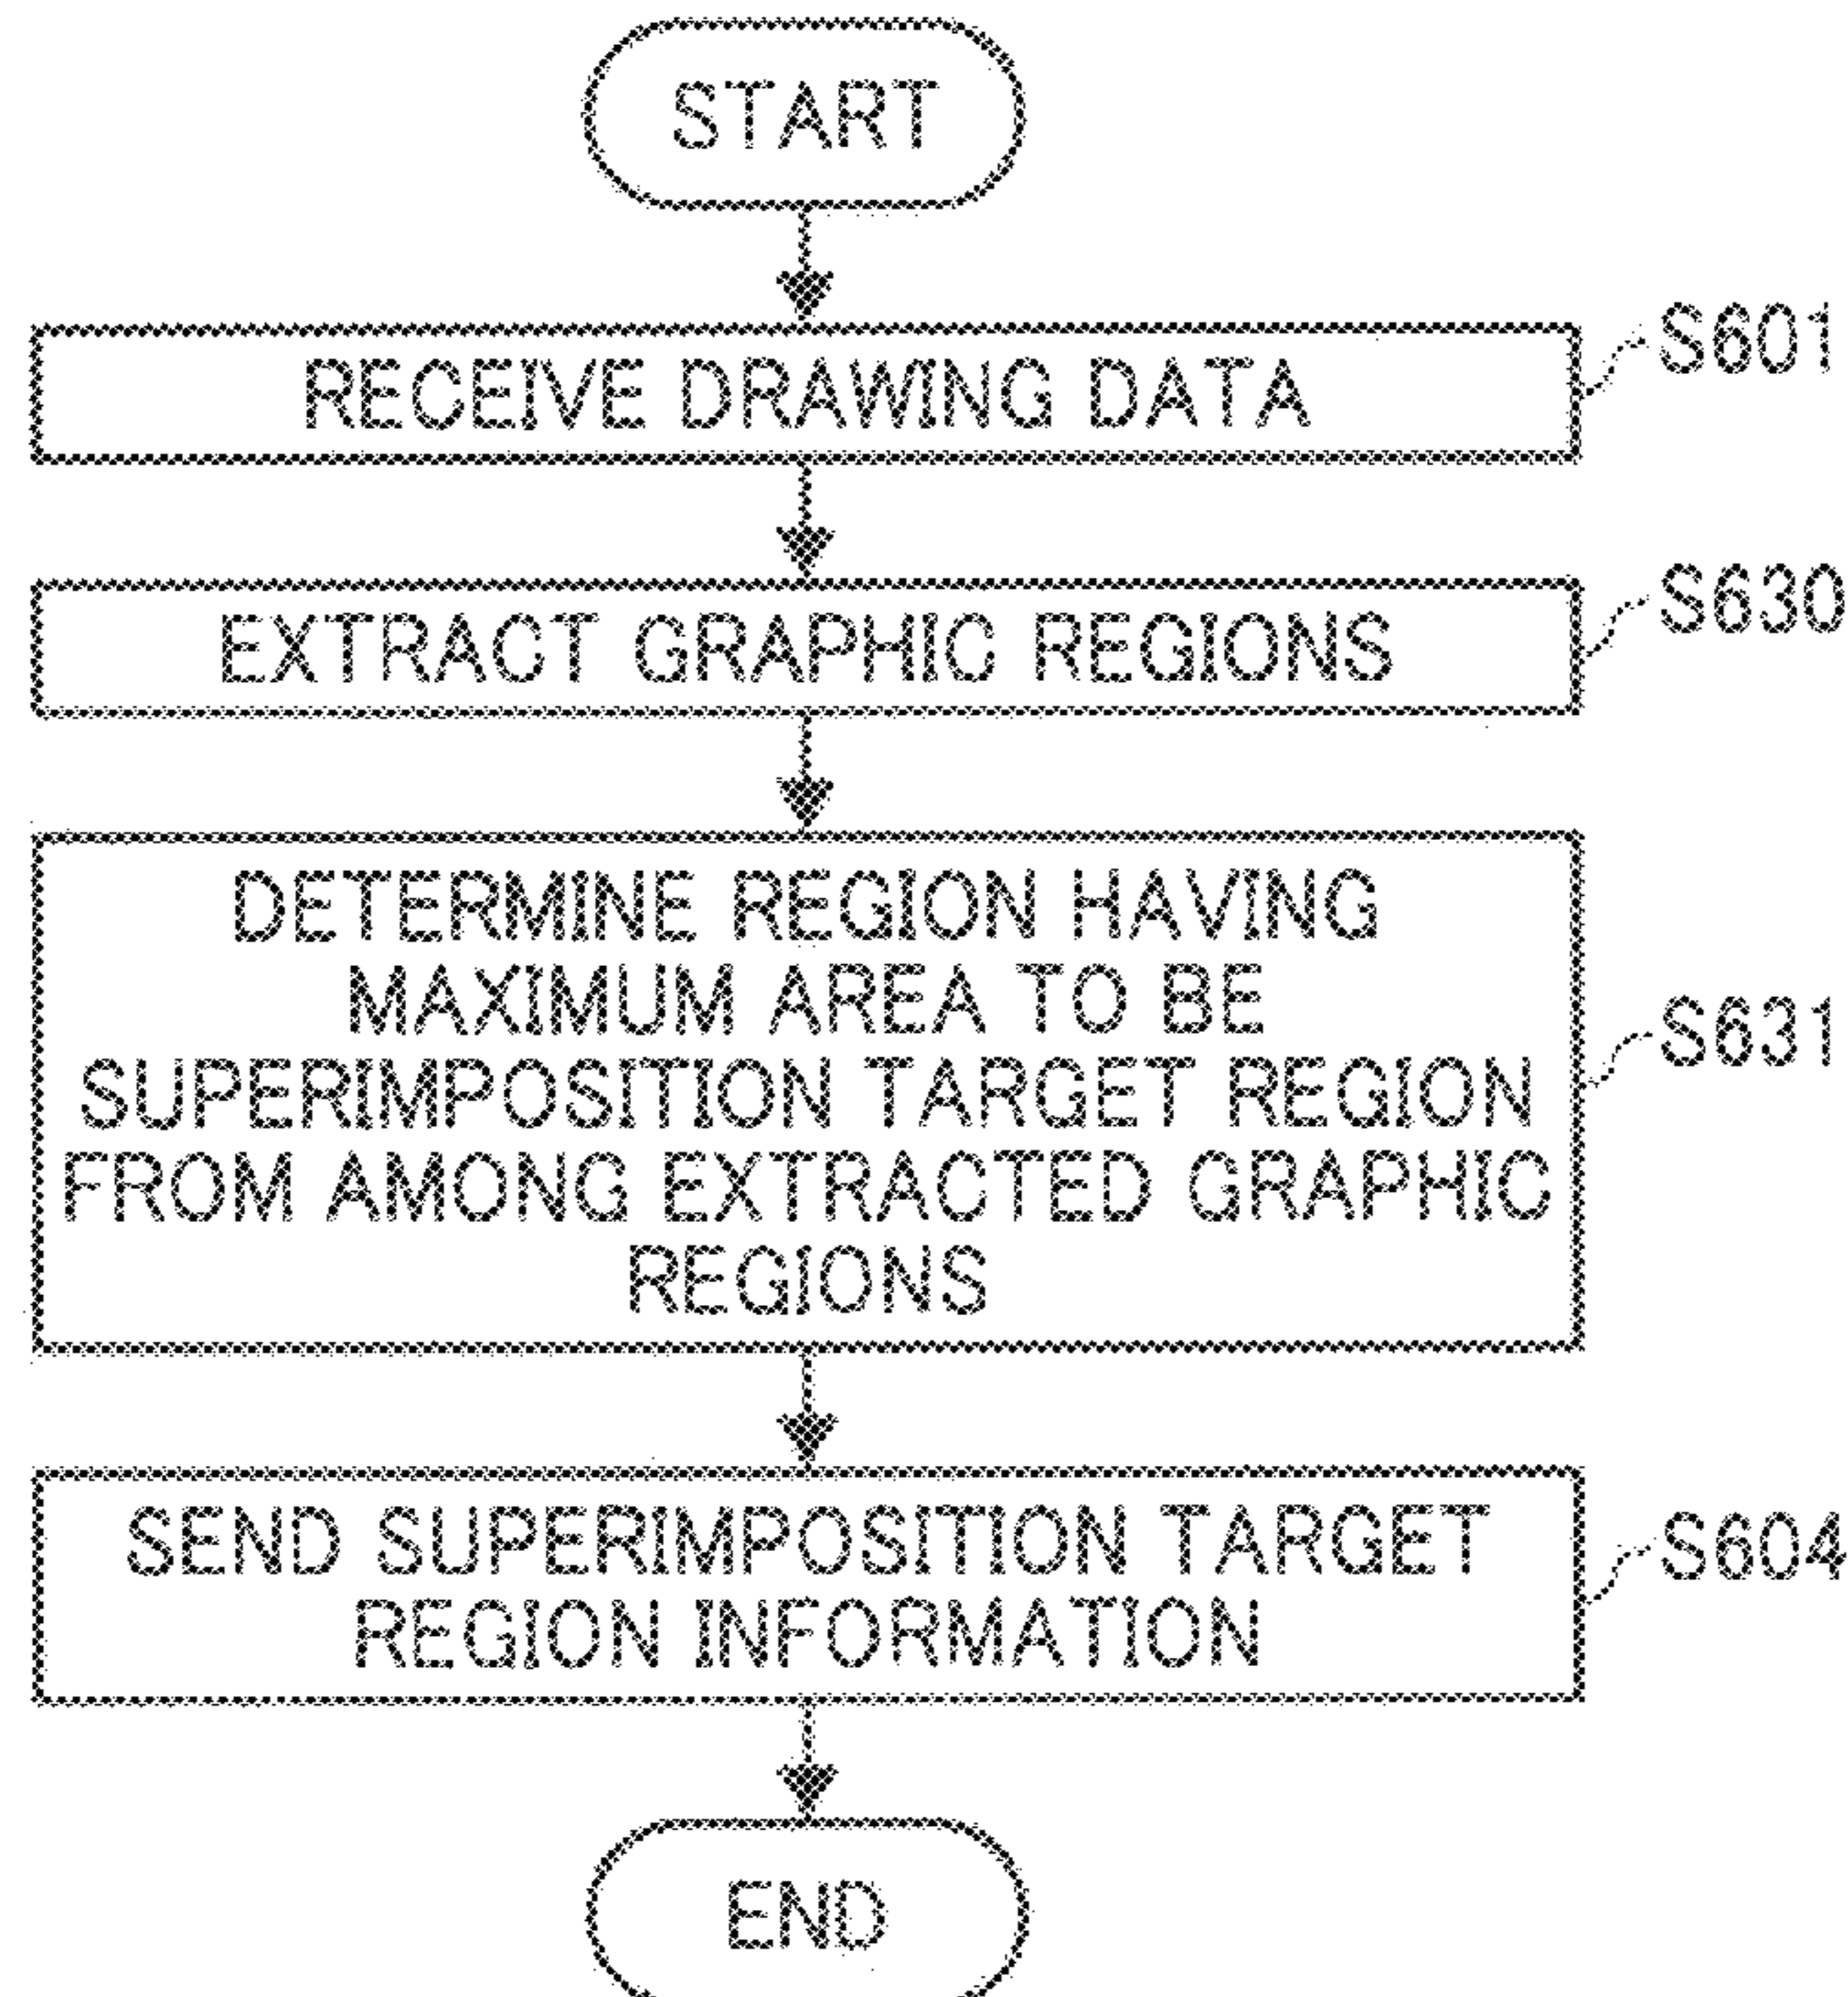 START
RECEIVE DRAWING DATA
S601
EXTRACT GRAPHIC REGIONS
S630
DETERMINE REGION HAVING
MAXIMUM AREA TO BE
SUPERIMPOSITION TARGET REGION
FROM AMONG EXTRACTED GRAPHIC
REGIONS
S631
SEND SUPERIMPOSITION TARGET
REGION INFORMATION
S604
END